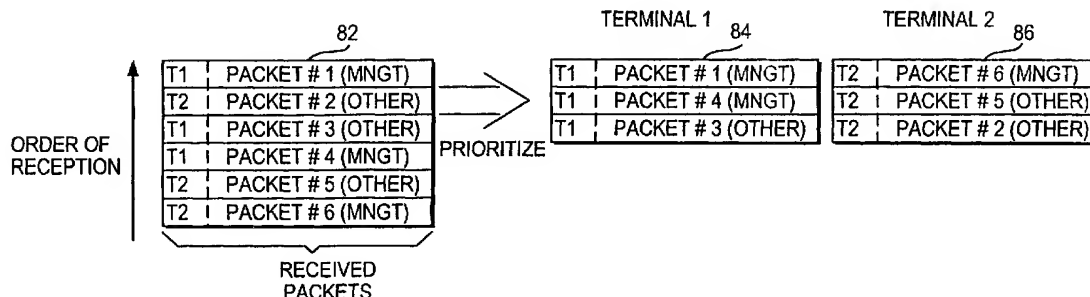 TERMINAL 1
TERMINAL 2
82
84
86
T1 PACKET # 1 (MNGT)
T2 PACKET # 2 (OTHER)
T1 PACKET # 3 (OTHER)
T1 PACKET # 4 (MNGT)
T2 PACKET # 5 (OTHER)
T2 PACKET # 6 (MNGT)
ORDER OF
RECEPTION
PRIORITIZE
T1 PACKET # 1 (MNGT)
T1 PACKET # 4 (MNGT)
T1 PACKET # 3 (OTHER)
T2 PACKET # 6 (MNGT)
T2 PACKET # 5 (OTHER)
T2 PACKET # 2 (OTHER)
RECEIVED
PACKETS